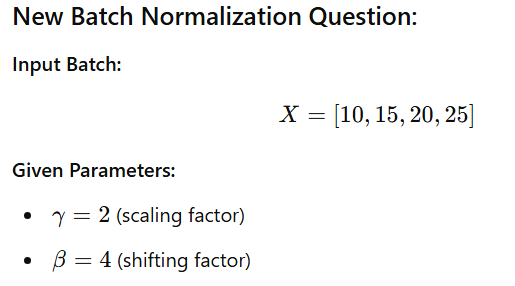 New Batch Normalization Question:
Input Batch:
X = [10, 15, 20, 25]
Given Parameters:
• γ = 2 (scaling factor)
• β = 4 (shifting factor)